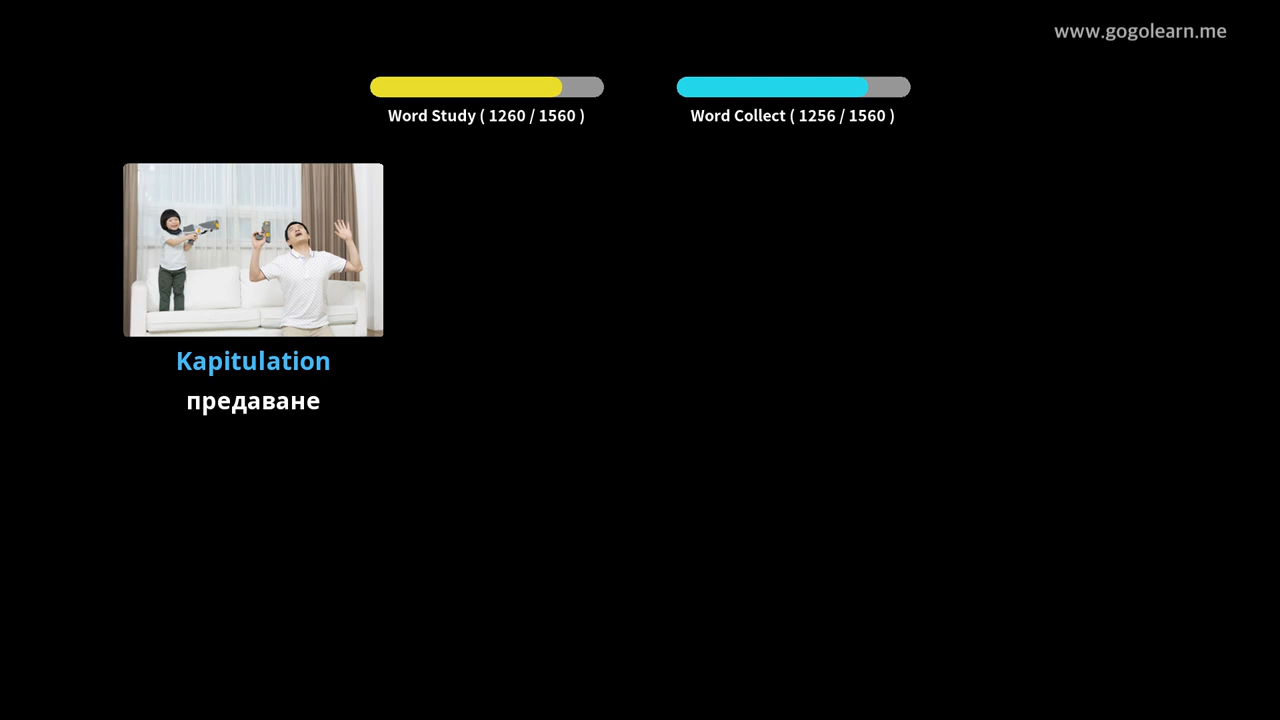 www.gogolearn.me
Word Study ( 1260 / 1560 )
Word Collect ( 1256 / 1560 )
Kapitulation
предаване